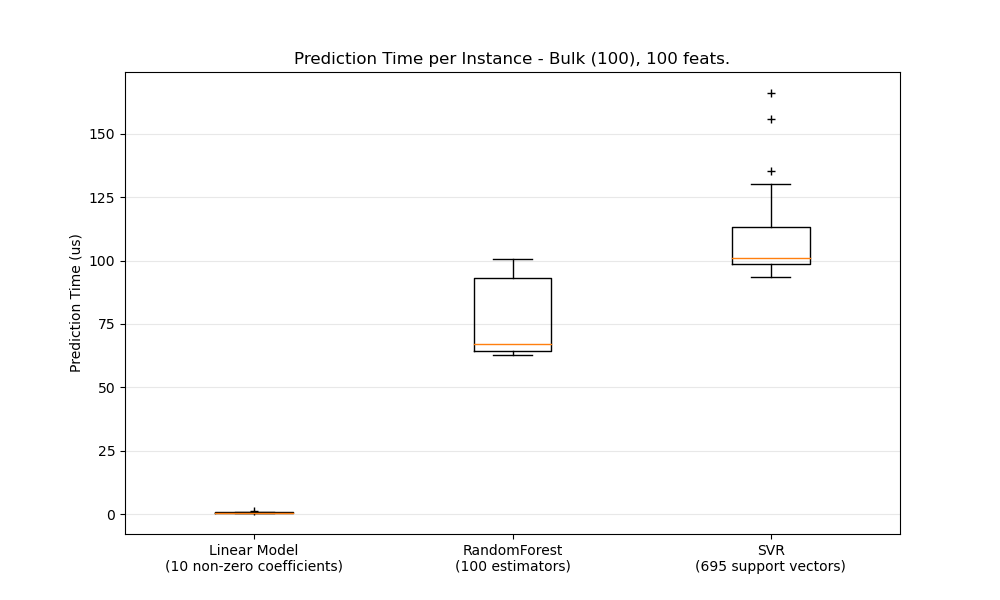 Prediction Time per Instance - Bulk (100), 100 feats.
Prediction Time (us)
150
125
100
75
50
25
0
Linear Model
(10 non-zero coefficients)
RandomForest
(100 estimators)
SVR
(695 support vectors)